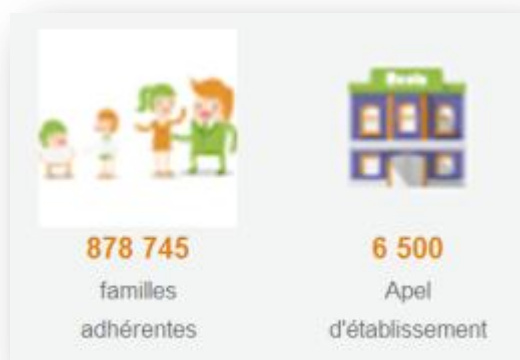 878 745
familles
adhérentes
6 500
Apel
d'établissement